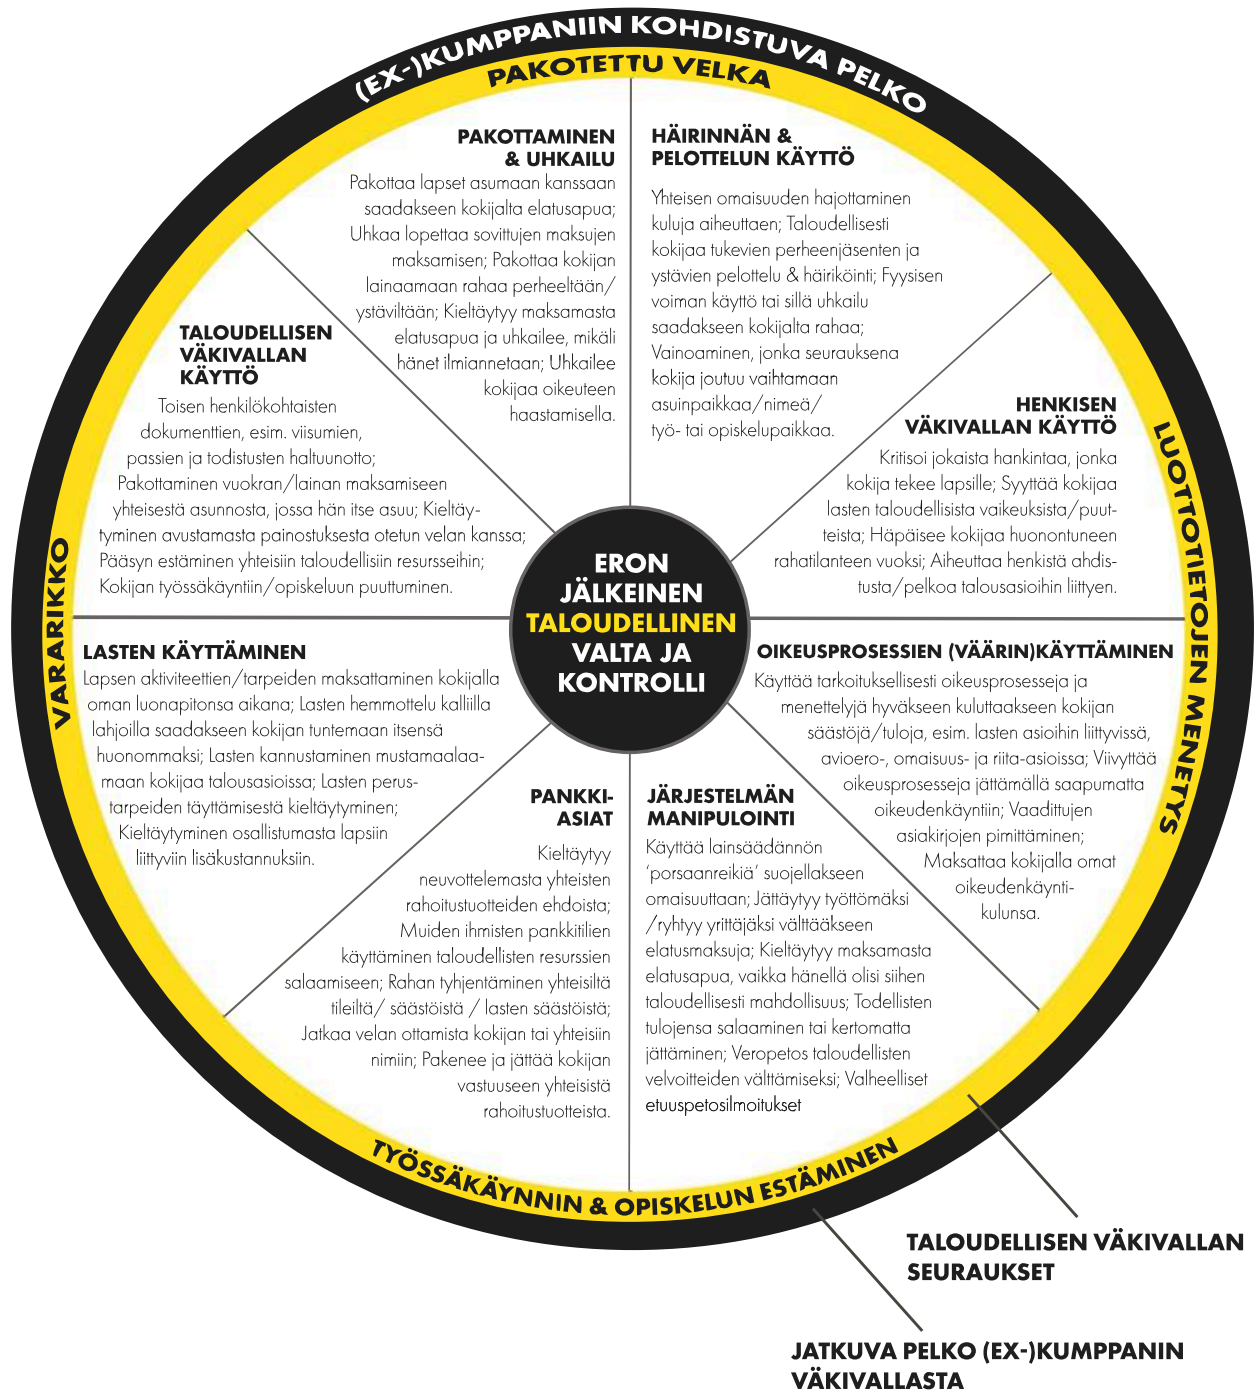 (EX-)KUMPPANIIN KOHDISTUVA PELKO
PAKOTETTU VELKA
PAKOTTAMINEN
& UHKAILU
Pakottaa lapset asumaan kanssaan
saadakseen kokijalta elatusapua;
Uhkaa lopettaa sovittujen maksujen
maksamisen; Pakottaa kokijan
lainaamaan rahaa perheeltään/
ystäviltään; Kieltäytyy maksamasta
elatusapua ja uhkailee, mikäli
hänet ilmiannetaan; Uhkailee
kokijaa oikeuteen
haastamisella.
HÄIRINNÄN &
PELOTTELUN KÄYTTÖ
Yhteisen omaisuuden hajottaminen
kuluja aiheuttaen; Taloudellisesti
kokijaa tukevien perheenjäsenten ja
ystävien pelottelu & häiriköinti; Fyysisen
voiman käyttö tai sillä uhkailu
saadakseen kokijalta rahaa;
Vainoaminen, jonka seurauksena
kokija joutuu vaihtamaan
asuinpaikkaa/nimeä/
työ- tai opiskelupaikkaa.
TALOUDELLISEN
VÄKIVALLAN
KÄYTTÖ
Toisen henkilökohtaisten
dokumenttien, esim. viisumien,
passien ja todistusten haltuunotto;
Pakottaminen vuokran/lainan maksamiseen
yhteisestä asunnosta, jossa hän itse asuu; Kieltäy-
tyminen avustamasta painostuksesta otetun velan kanssa;
Pääsyn estäminen yhteisiin taloudellisiin resursseihin;
Kokijan työssäkäyntiin/opiskeluun puuttuminen.
HENKISEN
VÄKIVALLAN KÄYTTÖ
Kritisoi jokaista hankintaa, jonka
kokija tekee lapsille; Syyttää kokijaa
lasten taloudellisista vaikeuksista/puut-
teista; Häpäisee kokijaa huonontuneen
rahatilanteen vuoksi; Aiheuttaa henkistä ahdis-
tusta/pelkoa talousasioihin liittyen.
LUOTTOTIETOJEN MENETYS
VARARIKKO
ERON
JÄLKEINEN
TALOUDELLINEN
VALTA JA
KONTROLLI
LASTEN KÄYTTÄMINEN
Lapsen aktiviteettien/tarpeiden maksattaminen kokijalla
oman luonapitonsa aikana; Lasten hemmottelu kalliilla
lahjoilla saadakseen kokijan tuntemaan itsensä
huonommaksi; Lasten kannustaminen mustamaalaa-
maan kokijaa talousasioissa; Lasten perus-
tarpeiden täyttämisestä kieltäytyminen;
Kieltäytyminen osallistumasta lapsiin
liittyviin lisäkustannuksiin.
OIKEUSPROSESSIEN (VÄÄRIN)KÄYTTÄMINEN
Käyttää tarkoituksellisesti oikeusprosesseja ja
menettelyjä hyväkseen kuluttaakseen kokijan
säästöjä/tuloja, esim. lasten asioihin liittyvissä,
avioero-, omaisuus- ja riita-asioissa; Viivyttää
oikeusprosesseja jättämällä saapumatta
oikeudenkäyntiin; Vaadittujen
asiakirjojen pimittäminen;
Maksattaa kokijalla omat
oikeudenkäynti-
kulunsa.
PANKKI-
ASIAT
Kieltäytyy
neuvottelemasta yhteisten
rahoitustuotteiden ehdoista;
Muiden ihmisten pankkitilien
käyttäminen taloudellisten resurssien
salaamiseen; Rahan tyhjentäminen yhteisiltä
tileiltä/ säästöistä / lasten säästöistä;
Jatkaa velan ottamista kokijan tai yhteisiin
nimiin; Pakenee ja jättää kokijan
vastuuseen yhteisistä
rahoitustuotteista.
JÄRJESTELMÄN
MANIPULOINTI
Käyttää lainsäädännön
‘porsaanreikiä‘ suojellakseen
omaisuuttaan; Jättäytyy työttömäksi
/ryhtyy yrittäjäksi välttääkseen
elatusmaksuja; Kieltäytyy maksamasta
elatusapua, vaikka hänellä olisi siihen
taloudellisesti mahdollisuus; Todellisten
tulojensa salaaminen tai kertomatta
jättäminen; Veropetos taloudellisten
velvoitteiden välttämiseksi; Valheelliset
etuuspetosilmoitukset
TYÖSSÄKÄYNNIN & OPISKELUN ESTÄMINEN
TALOUDELLISEN VÄKIVALLAN
SEURAUKSET
JATKUVA PELKO (EX-)KUMPPANIN
VÄKIVALLASTA